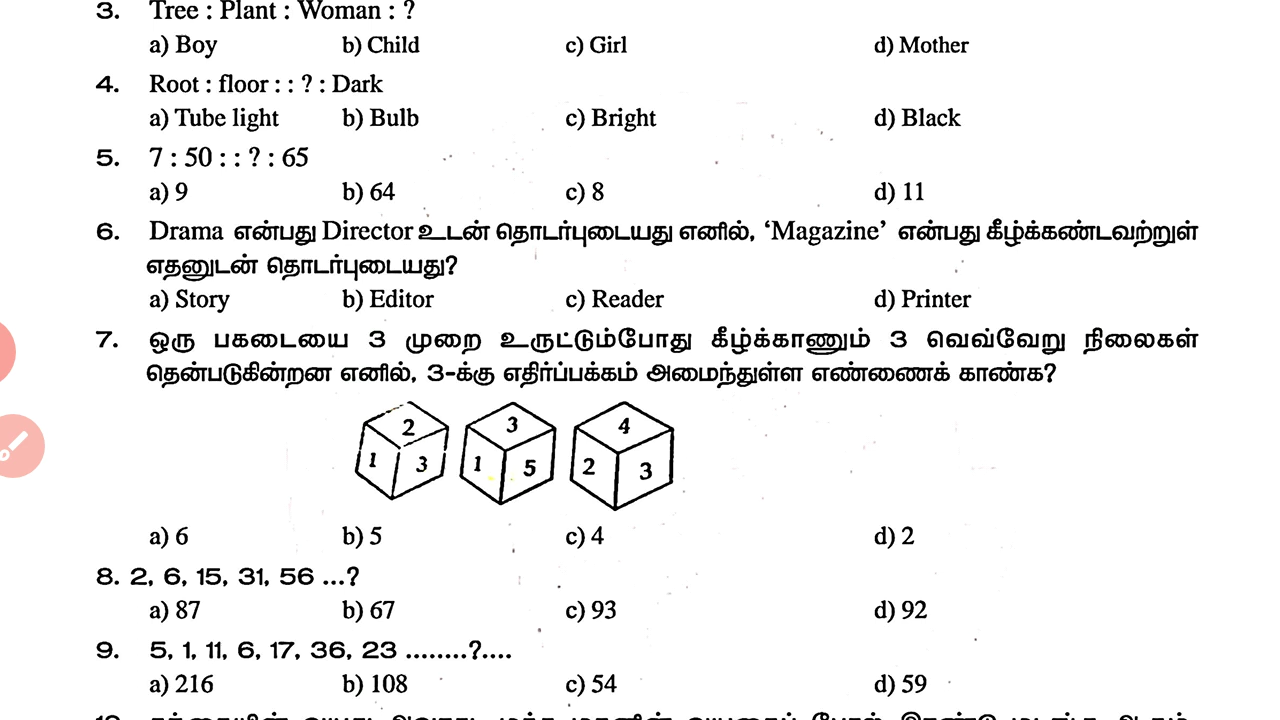 3. Tree : Plant : Woman : ?
a) Boy b) Child c) Girl d) Mother
4. Root : floor : : ? : Dark
a) Tube light b) Bulb c) Bright d) Black
5. 7 : 50 : : ? : 65
a) 9 b) 64 c) 8 d) 11
6. Drama என்பது Director உடன் தொடர்புடையது எனில், ‘Magazine’ என்பது கீழ்க்கண்டவற்றுள்
எதனுடன் தொடர்புடையது?
a) Story b) Editor c) Reader d) Printer
7. ஒரு பகடையை 3 முறை உருட்டும்போது கீழ்க்காணும் 3 வெவ்வேறு நிலைகள்
தென்படுகின்றன எனில், 3-க்கு எதிர்ப்பக்கம் அமைந்துள்ள எண்ணைக் காண்க?
2 3 4
1 3 1 5 2 3
a) 6 b) 5 c) 4 d) 2
8. 2, 6, 15, 31, 56 ...?
a) 87 b) 67 c) 93 d) 92
9. 5, 1, 11, 6, 17, 36, 23 ........?....
a) 216 b) 108 c) 54 d) 59